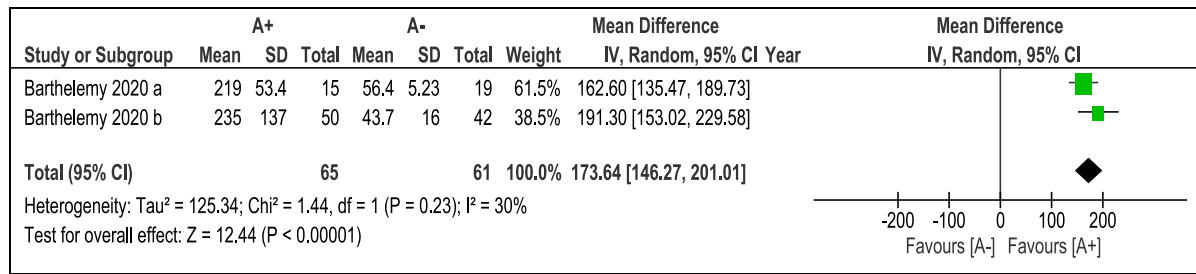 A+ A- Mean Difference Mean Difference
Study or Subgroup Mean SD Total Mean SD Total Weight IV, Random, 95% CI Year IV, Random, 95% CI
Barthelemy 2020 a 219 53.4 15 56.4 5.23 19 61.5% 162.60 [135.47, 189.73]
Barthelemy 2020 b 235 137 50 43.7 16 42 38.5% 191.30 [153.02, 229.58]
Total (95% CI) 65 61 100.0% 173.64 [146.27, 201.01]
Heterogeneity: Tau² = 125.34; Chi² = 1.44, df = 1 (P = 0.23); I² = 30%
Test for overall effect: Z = 12.44 (P < 0.00001)
-200 -100 0 100 200
Favours [A-] Favours [A+]